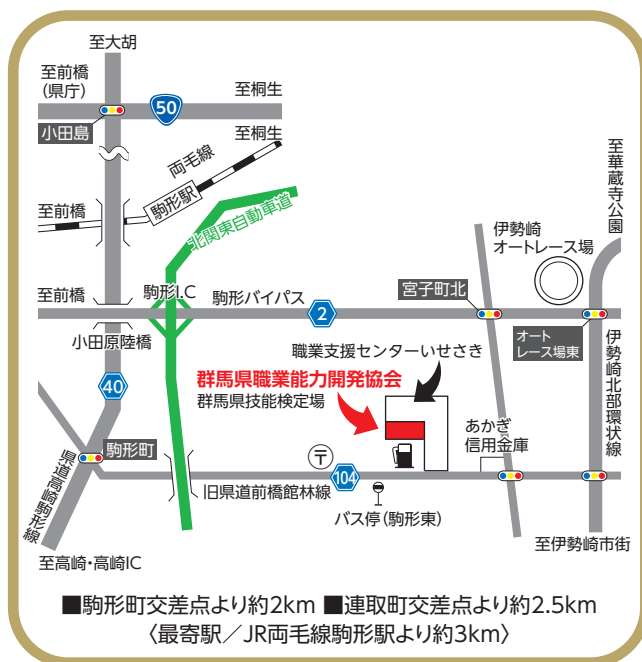 至大胡
至前橋
(県庁)
50
至桐生
小田島
至桐生
両毛線
駒形駅
至前橋
北関東自動車道
至華蔵寺公園
伊勢崎
オートレース場
至前橋
駒形I.C
駒形バイパス
2
宮子町北
オート
レース場東
小田原陸橋
職業支援センターいせさき
40
群馬県職業能力開発協会
群馬県技能検定場
伊勢崎北部環状線
あかぎ
信用金庫
駒形町
〒
104
県道高崎駒形線
旧県道前橋館林線
バス停(駒形東)
至高崎・高崎IC
至伊勢崎市街
■駒形町交差点より約2km ■連取町交差点より約2.5km
〈最寄駅／JR両毛線駒形駅より約3km〉